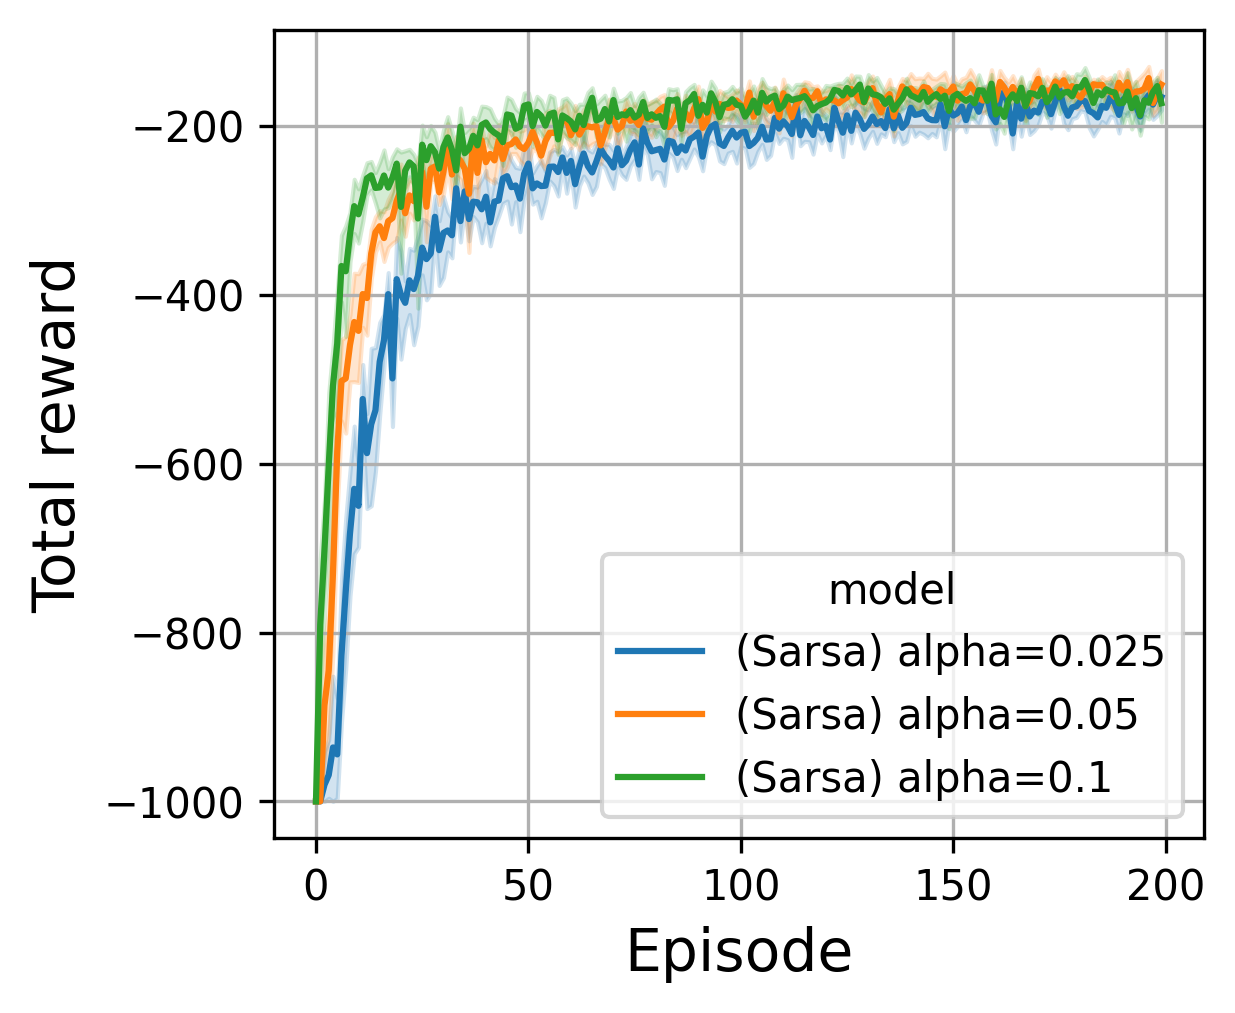 Total reward
−200
−400
−600
−800
−1000
model
(Sarsa) alpha=0.025
(Sarsa) alpha=0.05
(Sarsa) alpha=0.1
0 50 100 150 200
Episode